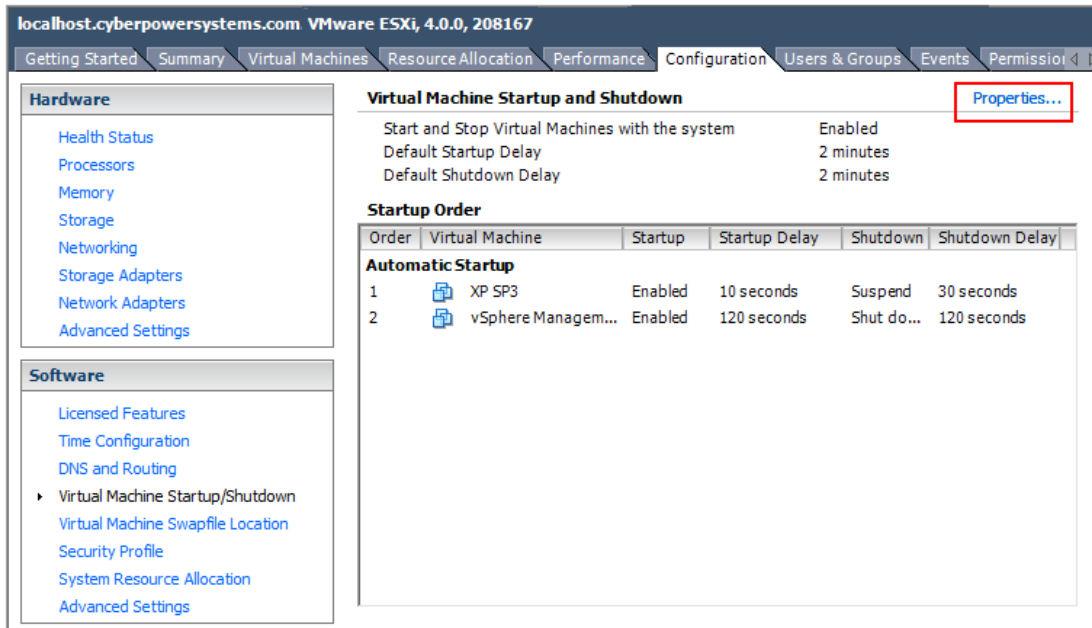 localhost.cyberpowersystems.com VMware ESXi, 4.0.0, 208167
Getting Started Summary Virtual Machines Resource Allocation Performance Configuration Users & Groups Events Permission
Hardware
Health Status
Processors
Memory
Storage
Networking
Storage Adapters
Network Adapters
Advanced Settings
Software
Licensed Features
Time Configuration
DNS and Routing
Virtual Machine Startup/Shutdown
Virtual Machine Swapfile Location
Security Profile
System Resource Allocation
Advanced Settings
Virtual Machine Startup and Shutdown Properties...
Start and Stop Virtual Machines with the system Enabled
Default Startup Delay 2 minutes
Default Shutdown Delay 2 minutes
Startup Order
Order Virtual Machine Startup Startup Delay Shutdown Shutdown Delay
Automatic Startup
1 XP SP3 Enabled 10 seconds Suspend 30 seconds
2 vSphere Managem... Enabled 120 seconds Shut do... 120 seconds